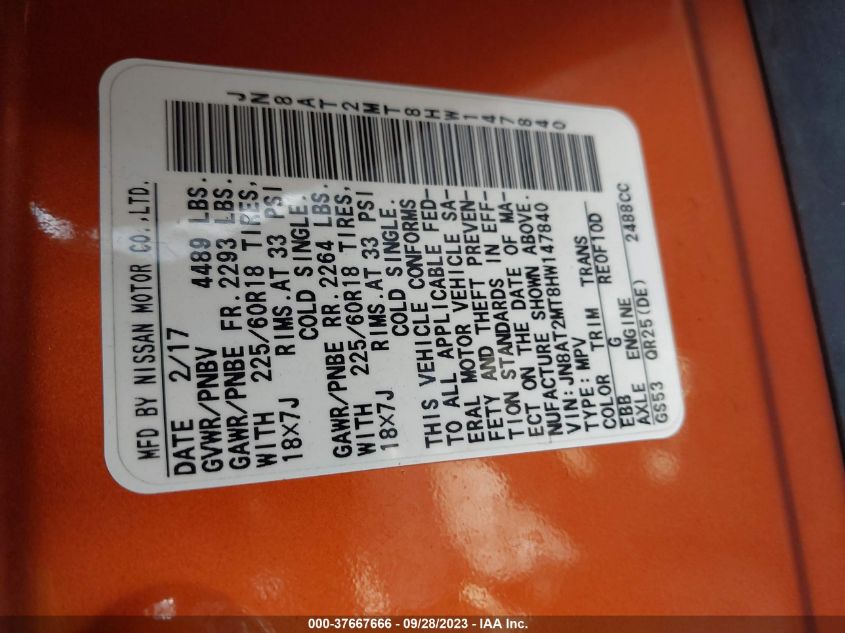 JN8AT2MT8HW147840
MFD BY NISSAN MOTOR CO.,LTD.
DATE 2/17
GVWR/PNBV 4489 LBS.
GAWR/PNBE FR. 2293 LBS.
WITH 225/60R18 TIRES,
18X7J RIMS.AT 33 PSI
COLD SINGLE.
GAWR/PNBE RR. 2264 LBS.
WITH 225/60R18 TIRES,
18X7J RIMS.AT 33 PSI
COLD SINGLE.
THIS VEHICLE CONFORMS
TO ALL APPLICABLE FED-
ERAL MOTOR VEHICLE SA-
FETY AND THEFT PREVEN-
TION STANDARDS IN EFF-
ECT ON THE DATE OF MA-
NUFACTURE SHOWN ABOVE.
VIN: JN8AT2MT8HW147840
TYPE: MPV
COLOR TRIM TRANS
EBB G RE0F10D
AXLE ENGINE
GS53 QR25(DE) 2488CC
000-37667666 - 09/28/2023 - IAA Inc.